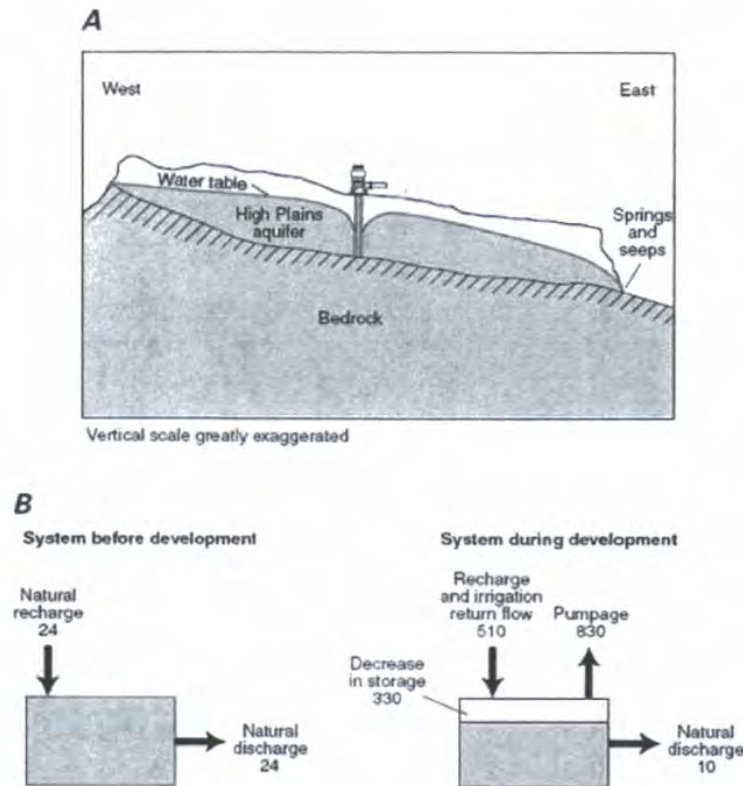 A
West
East
Water table
High Plains
aquifer
Springs
and
seeps
Bedrock
Vertical scale greatly exaggerated
B
System before development
System during development
Natural
recharge
24
Natural
discharge
24
Recharge
and irrigation
return flow
510
Pumpage
830
Decrease
in storage
330
Natural
discharge
10